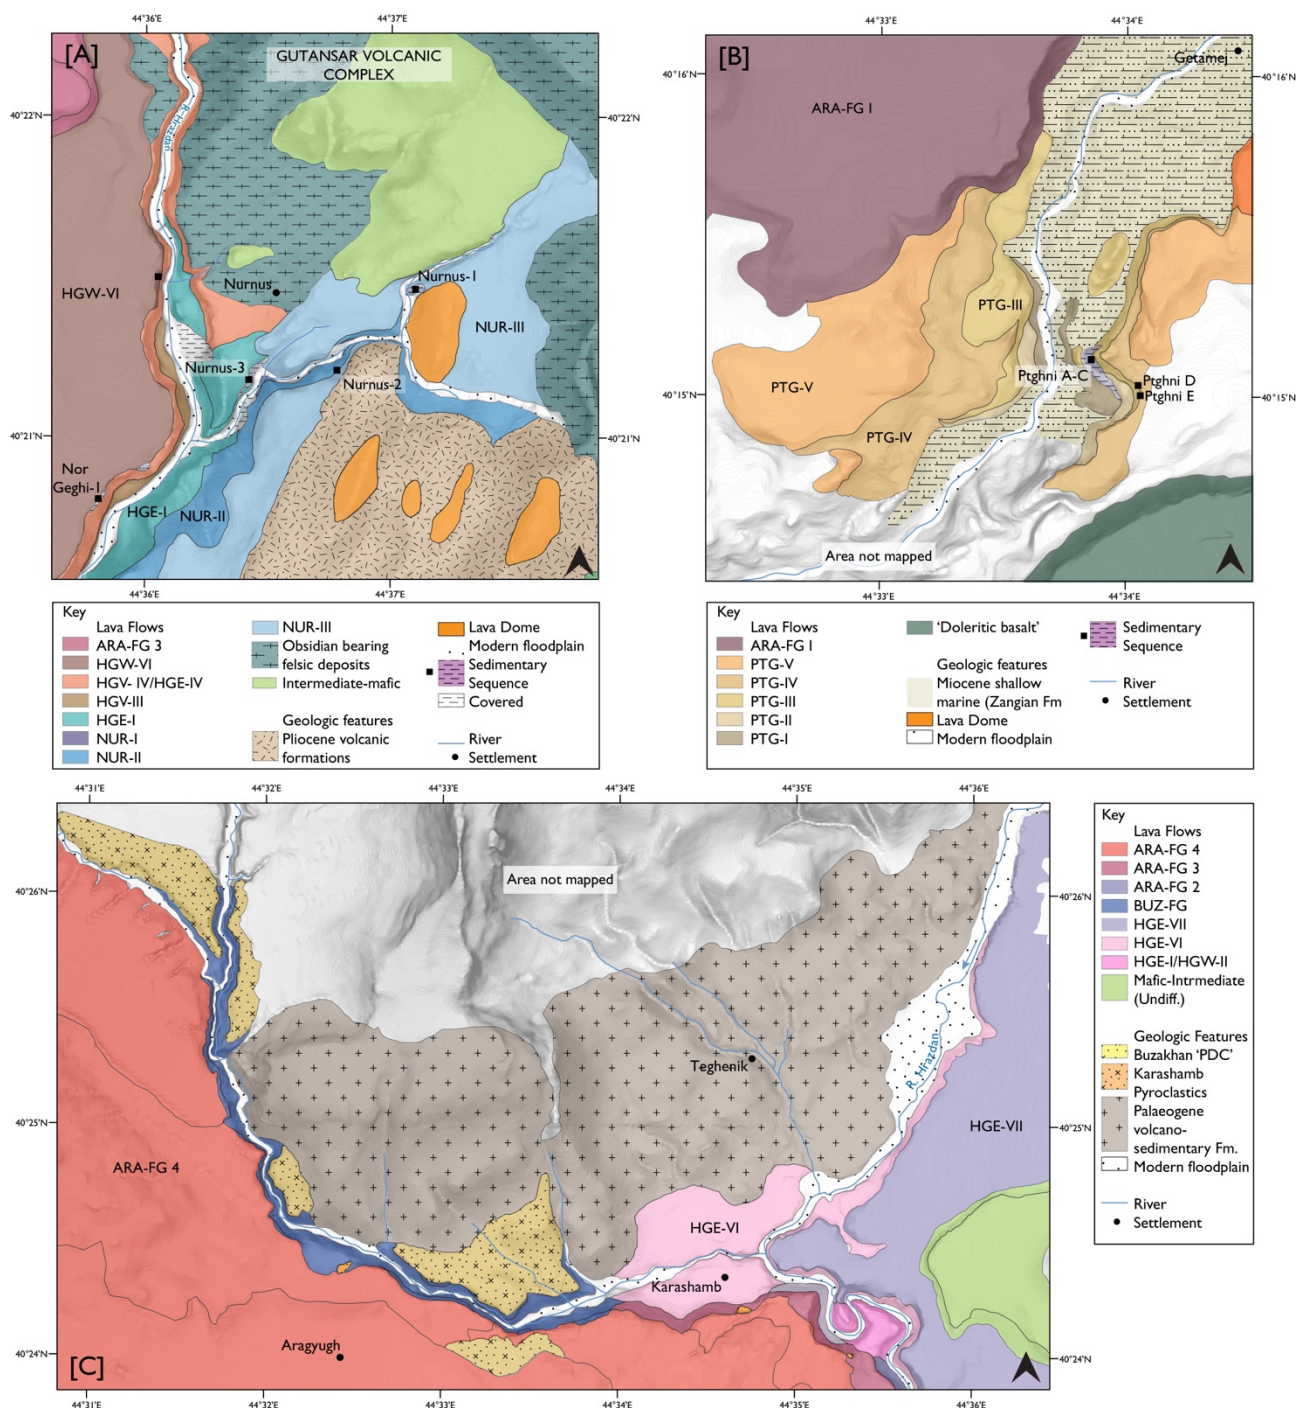 44°36'E
44°37'E
[A]
GUTANSAR VOLCANIC
COMPLEX
R. Hrazdan
40°22'N
40°22'N
HGW-VI
Nurnus
Nurnus-1
NUR-III
Nurnus-3
Nurnus-2
40°21'N
40°21'N
Nor
Geghi-1
HGE-I
NUR-II
44°36'E
44°37'E
Key
Lava Flows
ARA-FG 3
HGW-VI
HGV- IV/HGE-IV
HGV-III
HGE-I
NUR-I
NUR-II
NUR-III
Obsidian bearing
felsic deposits
Intermediate-mafic
Geologic features
Pliocene volcanic
formations
Lava Dome
Modern floodplain
Sedimentary
Sequence
Covered
River
Settlement
44°33'E
44°34'E
[B]
Getamej
40°16'N
40°16'N
ARA-FG I
PTG-III
PTG-V
Ptghni A-C
Ptghni D
Ptghni E
40°15'N
40°15'N
PTG-IV
Area not mapped
44°33'E
44°34'E
Key
Lava Flows
ARA-FG I
PTG-V
PTG-IV
PTG-III
PTG-II
PTG-I
'Doleritic basalt'
Geologic features
Miocene shallow
marine (Zangian Fm
Lava Dome
Modern floodplain
Sedimentary
Sequence
River
Settlement
44°31'E
44°32'E
44°33'E
44°34'E
44°35'E
44°36'E
Area not mapped
40°26'N
40°26'N
Teghenik
R. Hrazdan
40°25'N
40°25'N
HGE-VII
ARA-FG 4
HGE-VI
Karashamb
Aragyugh
40°24'N
40°24'N
[C]
44°31'E
44°32'E
44°33'E
44°34'E
44°35'E
44°36'E
Key
Lava Flows
ARA-FG 4
ARA-FG 3
ARA-FG 2
BUZ-FG
HGE-VII
HGE-VI
HGE-I/HGW-II
Mafic-Intrmediate
(Undiff.)
Geologic Features
Buzakhan 'PDC'
Karashamb
Pyroclastics
Palaeogene
volcano-
sedimentary Fm.
Modern floodplain
River
Settlement